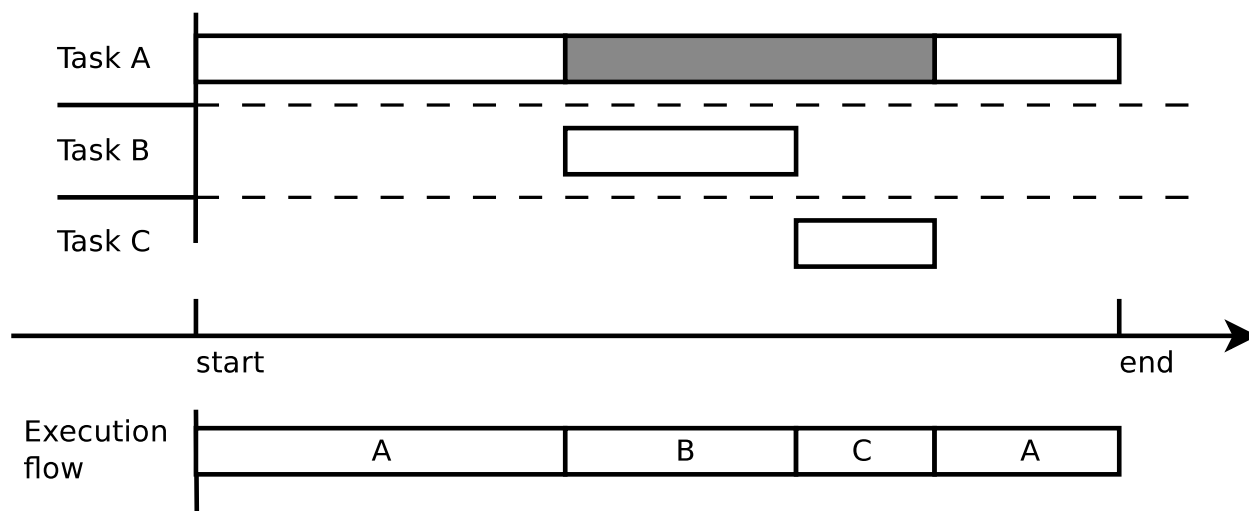 Task A
Task B
Task C
start
end
Execution
flow
A
B
C
A